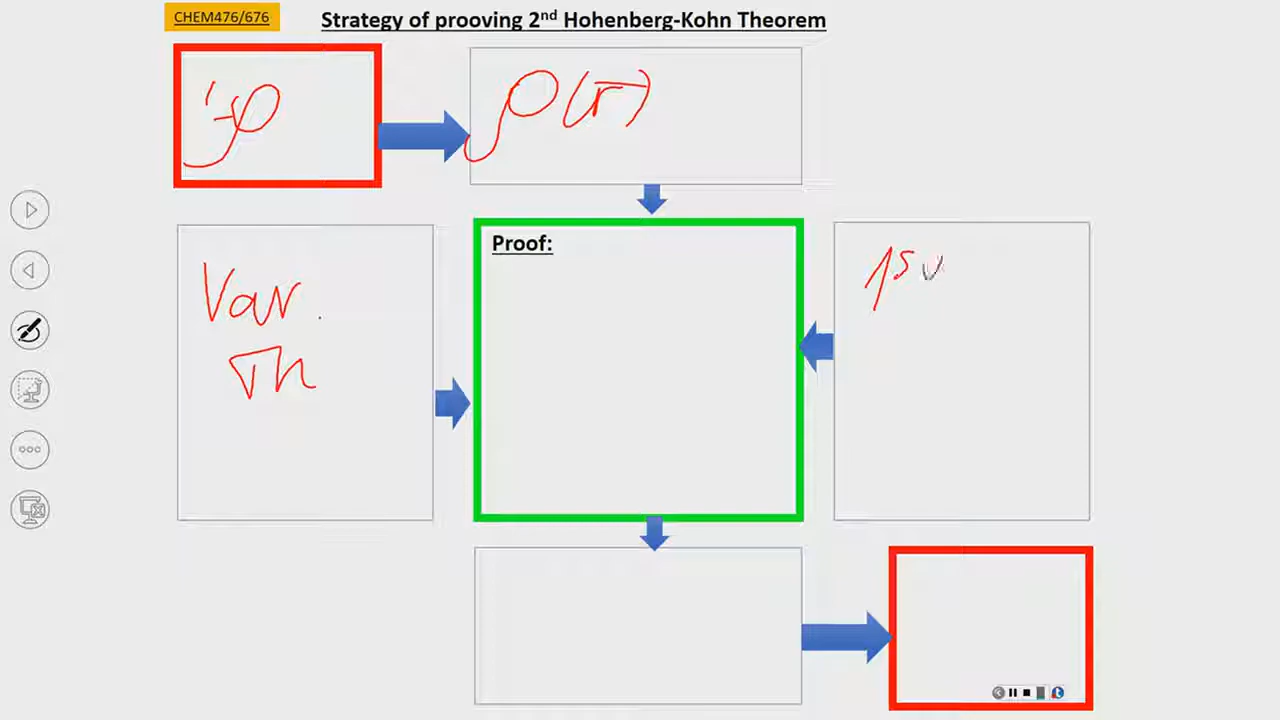 CHEM476/676
Strategy of prooving 2nd Hohenberg-Kohn Theorem
ρ(r)
Proof:
Var.
Th